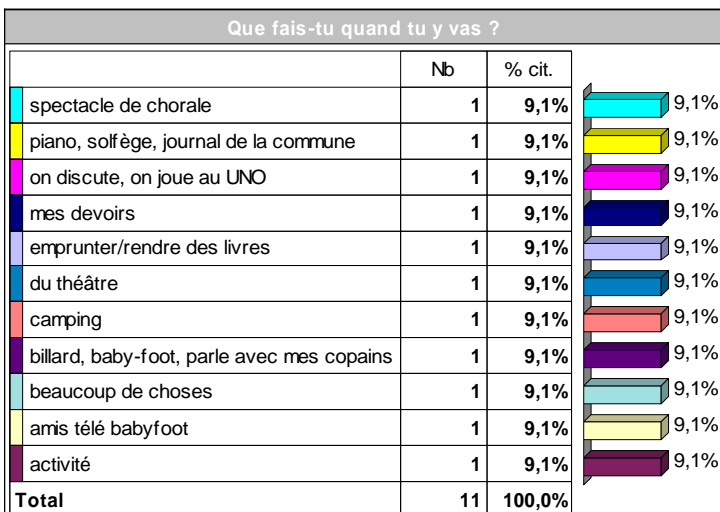 Que fais-tu quand tu y vas ?
Nb % cit.
spectacle de chorale 1 9,1% 9,1%
piano, solfège, journal de la commune 1 9,1% 9,1%
on discute, on joue au UNO 1 9,1% 9,1%
mes devoirs 1 9,1% 9,1%
emprunter/rendre des livres 1 9,1% 9,1%
du théâtre 1 9,1% 9,1%
camping 1 9,1% 9,1%
billard, baby-foot, parle avec mes copains 1 9,1% 9,1%
beaucoup de choses 1 9,1% 9,1%
amis télé babyfoot 1 9,1% 9,1%
activité 1 9,1% 9,1%
Total 11 100,0%